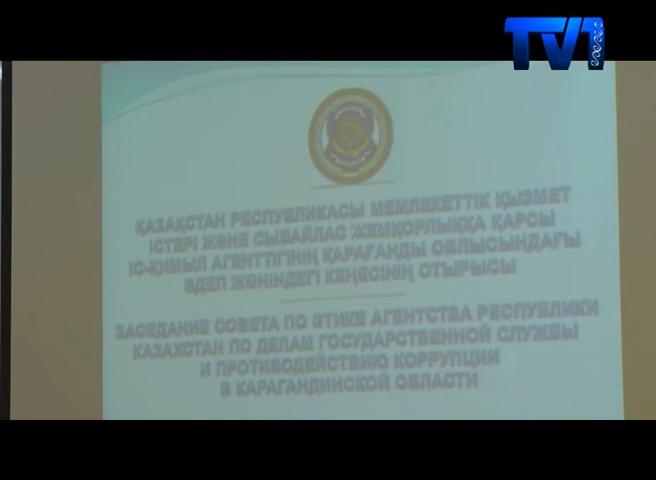 TV1
ҚАЗАҚСТАН РЕСПУБЛИКАСЫ МЕМЛЕКЕТТІК ҚЫЗМЕТ
ІСТЕРІ ЖӘНЕ СЫБАЙЛАС ЖЕМҚОРЛЫҚҚА ҚАРСЫ
ІС-ҚИМЫЛ АГЕНТТІГІНІҢ ҚАРАҒАНДЫ ОБЛЫСЫНДАҒЫ
ӘДЕП ЖӨНІНДЕГІ КЕҢЕСІНІҢ ОТЫРЫСЫ
ЗАСЕДАНИЕ СОВЕТА ПО ЭТИКЕ АГЕНТСТВА РЕСПУБЛИКИ
КАЗАХСТАН ПО ДЕЛАМ ГОСУДАРСТВЕННОЙ СЛУЖБЫ
И ПРОТИВОДЕЙСТВИЮ КОРРУПЦИИ
В КАРАГАНДИНСКОЙ ОБЛАСТИ